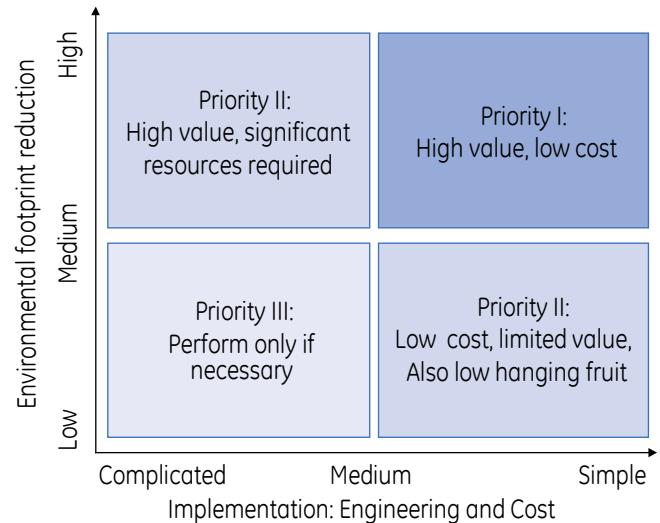 Environmental footprint reduction
High
Medium
Low
Priority II:
High value, significant
resources required
Priority I:
High value, low cost
Priority III:
Perform only if
necessary
Priority II:
Low cost, limited value,
Also low hanging fruit
Complicated
Medium
Simple
Implementation: Engineering and Cost